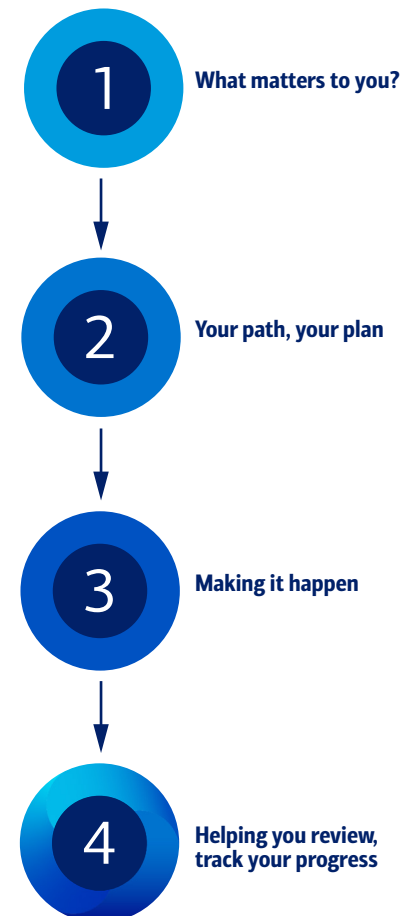 1
What matters to you?
2
Your path, your plan
3
Making it happen
4
Helping you review,
track your progress